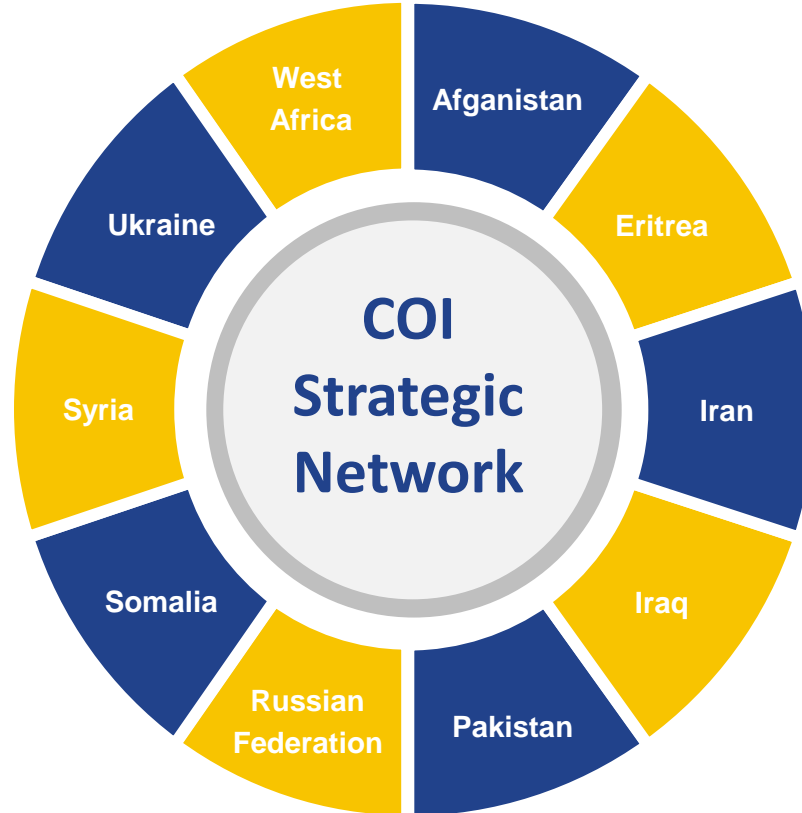 West
Africa
Afganistan
Eritrea
Iran
Iraq
Pakistan
Russian
Federation
Somalia
Syria
Ukraine
COI
Strategic
Network